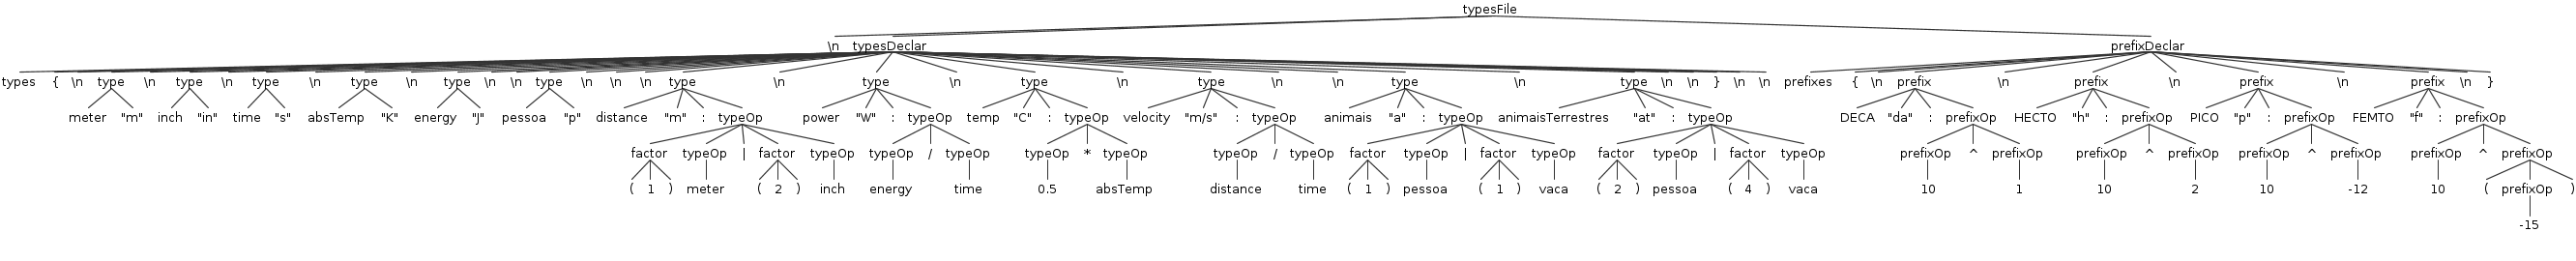 typesFile
\n typesDeclar prefixDeclar
types { \n type \n type \n type \n type \n type \n \n type \n \n \n type \n type \n type \n type \n \n type \n type \n \n } \n \n prefixes { \n prefix \n prefix \n prefix \n prefix \n }
meter "m" inch "in" time "s" absTemp "K" energy "J" pessoa "p" distance "m" : typeOp power "W" : typeOp temp "C" : typeOp velocity "m/s" : typeOp animais "a" : typeOp animaisTerrestres "at" : typeOp DECA "da" : prefixOp HECTO "h" : prefixOp PICO "p" : prefixOp FEMTO "f" : prefixOp
factor typeOp | factor typeOp typeOp / typeOp typeOp * typeOp typeOp / typeOp factor typeOp | factor typeOp factor typeOp | factor typeOp prefixOp ^ prefixOp prefixOp ^ prefixOp prefixOp ^ prefixOp prefixOp ^ prefixOp
( 1 ) meter ( 2 ) inch energy time 0.5 absTemp distance time ( 1 ) pessoa ( 1 ) vaca ( 2 ) pessoa ( 4 ) vaca 10 1 10 2 10 -12 10 ( prefixOp )
-15